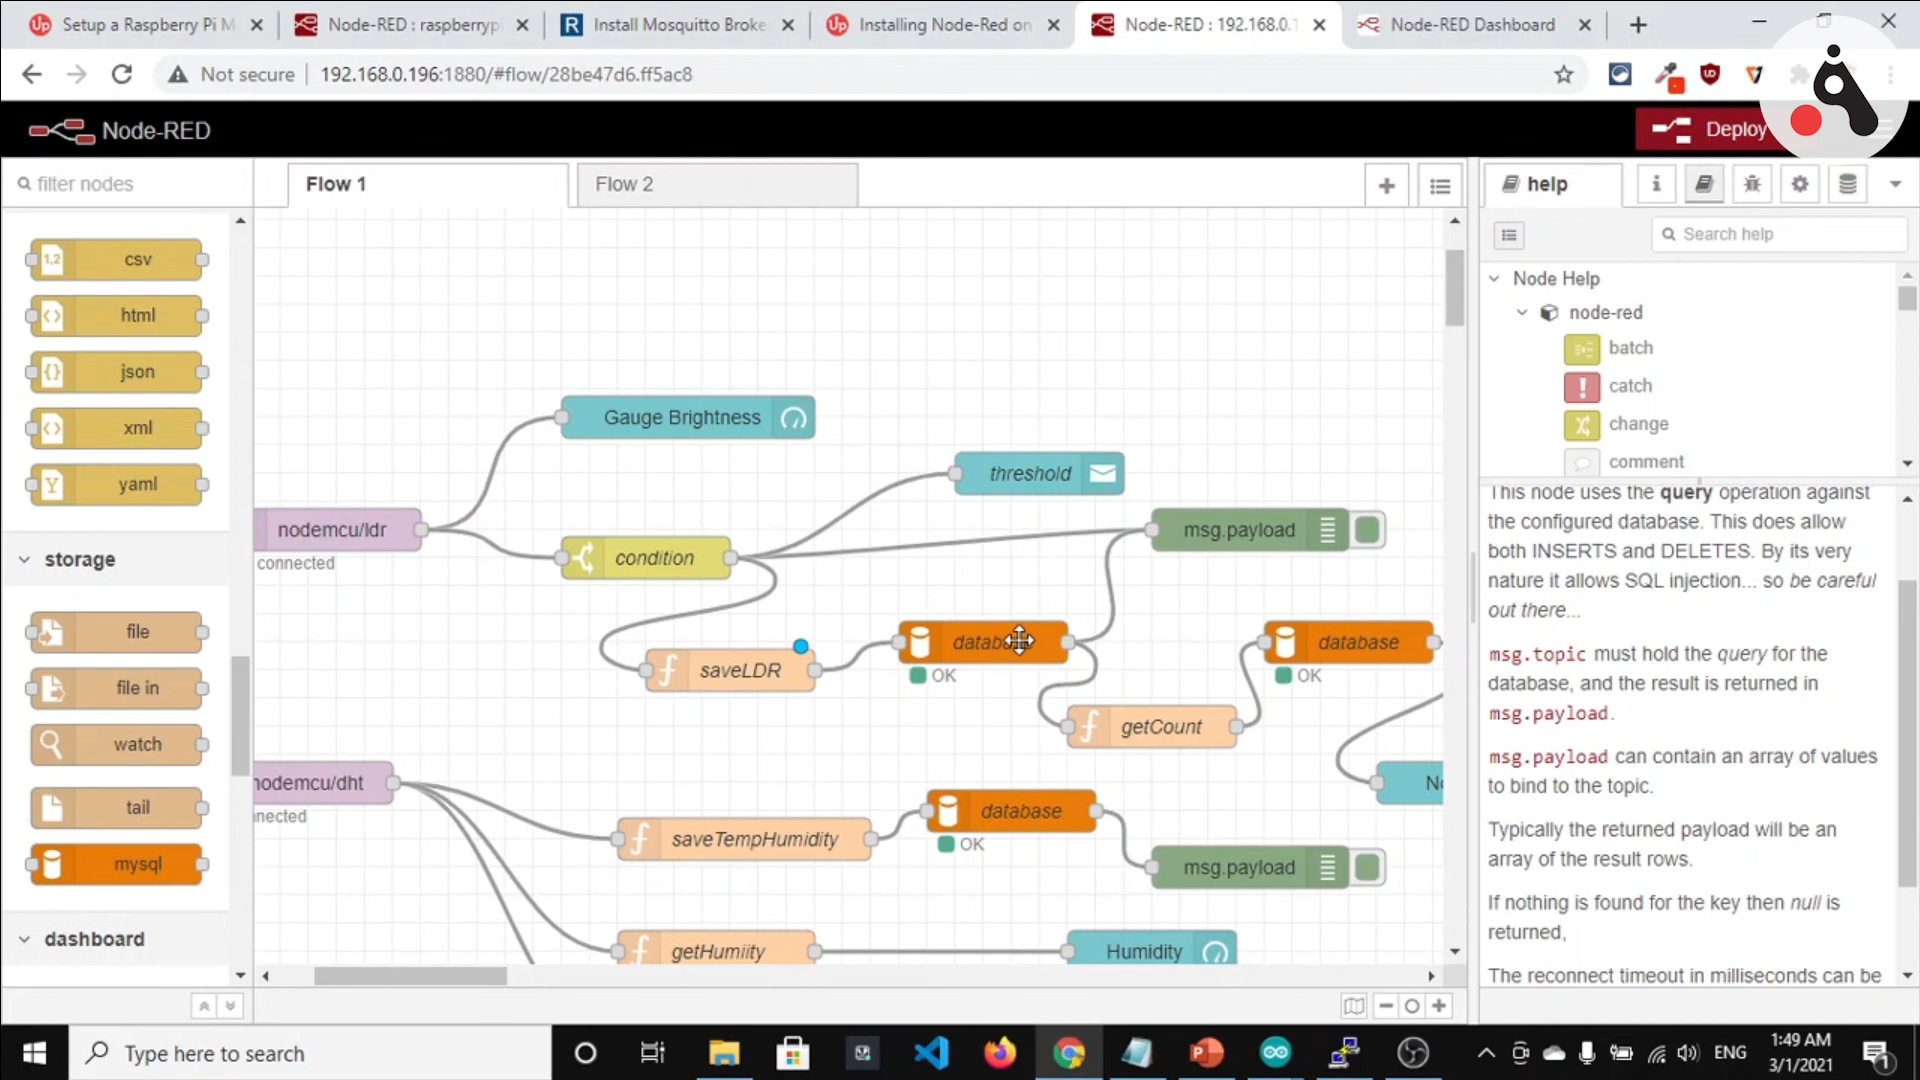 Setup a Raspberry Pi M
Node-RED : raspberryp
Install Mosquitto Broke
Installing Node-Red on
Node-RED : 192.168.0.1
Node-RED Dashboard
Not secure
192.168.0.196:1880/#flow/28be47d6.ff5ac8
Node-RED
Deploy
filter nodes
Flow 1
Flow 2
help
Search help
csv
html
json
xml
yaml
storage
file
file in
watch
tail
mysql
dashboard
Gauge Brightness
threshold
nodemcu/ldr
connected
condition
msg.payload
saveLDR
OK
database
OK
getCount
nodemcu/dht
nnected
saveTempHumidity
database
OK
msg.payload
getHumiity
Humidity
Node Help
node-red
batch
catch
change
comment
This node uses the query operation against
the configured database. This does allow
both INSERTS and DELETES. By its very
nature it allows SQL injection... so be careful
out there...
msg.topic must hold the query for the
database, and the result is returned in
msg.payload.
msg.payload can contain an array of values
to bind to the topic.
Typically the returned payload will be an
array of the result rows.
If nothing is found for the key then null is
returned,
The reconnect timeout in milliseconds can be
Type here to search
ENG
1:49 AM
3/1/2021
1